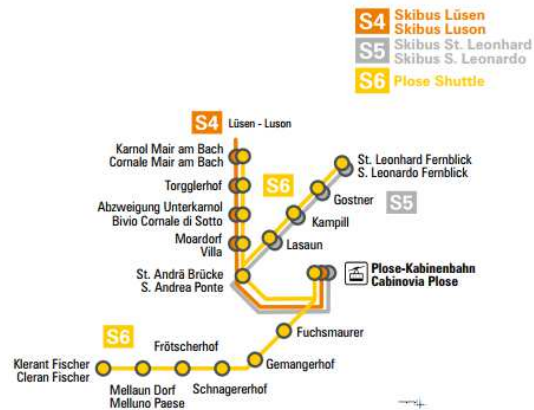 S4 Skibus Lüsen
Skibus Luson
S5 Skibus St. Leonhard
Skibus S. Leonardo
S6 Plose Shuttle
S4 Lüsen - Luson
Karnol Mair am Bach
Cornale Mair am Bach
Torgglerhof
Abzweigung Unterkarnol
Bivio Cornale di Sotto
Moardorf
Villa
St. Andrä Brücke
S. Andrea Ponte
St. Leonhard Fernblick
S. Leonardo Fernblick
S6
Gostner
S5
Kampill
Lasaun
Plose-Kabinenbahn
Cabinovia Plose
Fuchsmaurer
Gemangerhof
S6
Frötscherhof
Klerant Fischer
Cleran Fischer
Mellaun Dorf
Melluno Paese
Schnagererhof